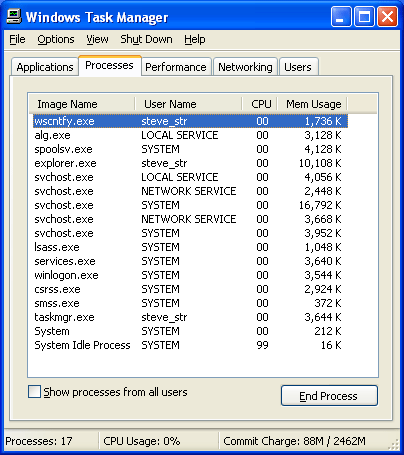 Windows Task Manager
File Options View Shut Down Help
Applications Processes Performance Networking Users
Image Name User Name CPU Mem Usage
wscntfy.exe steve_str 00 1,736 K
alg.exe LOCAL SERVICE 00 3,128 K
spoolsv.exe SYSTEM 00 4,128 K
explorer.exe steve_str 00 10,108 K
svchost.exe LOCAL SERVICE 00 4,056 K
svchost.exe NETWORK SERVICE 00 2,448 K
svchost.exe SYSTEM 00 16,792 K
svchost.exe NETWORK SERVICE 00 3,668 K
svchost.exe SYSTEM 00 3,952 K
lsass.exe SYSTEM 00 1,048 K
services.exe SYSTEM 00 3,640 K
winlogon.exe SYSTEM 00 3,544 K
csrss.exe SYSTEM 00 2,924 K
smss.exe SYSTEM 00 372 K
taskmgr.exe steve_str 00 3,644 K
System SYSTEM 00 212 K
System Idle Process SYSTEM 99 16 K
Show processes from all users End Process
Processes: 17 CPU Usage: 0% Commit Charge: 88M / 2462M